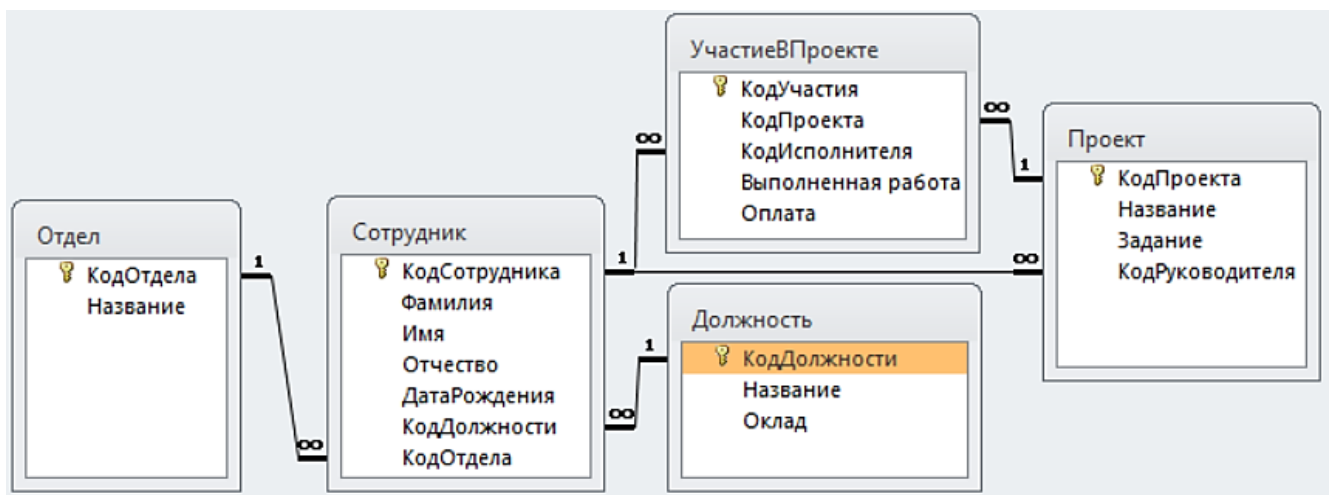 УчастиеВПроекте
КодУчастия
КодПроекта
КодИсполнителя
Выполненная работа
Оплата
Проект
КодПроекта
Название
Задание
КодРуководителя
Отдел
КодОтдела
Название
Сотрудник
КодСотрудника
Фамилия
Имя
Отчество
ДатаРождения
КодДолжности
КодОтдела
Должность
КодДолжности
Название
Оклад
1
∞
∞
1
∞
1
∞
1
∞
1